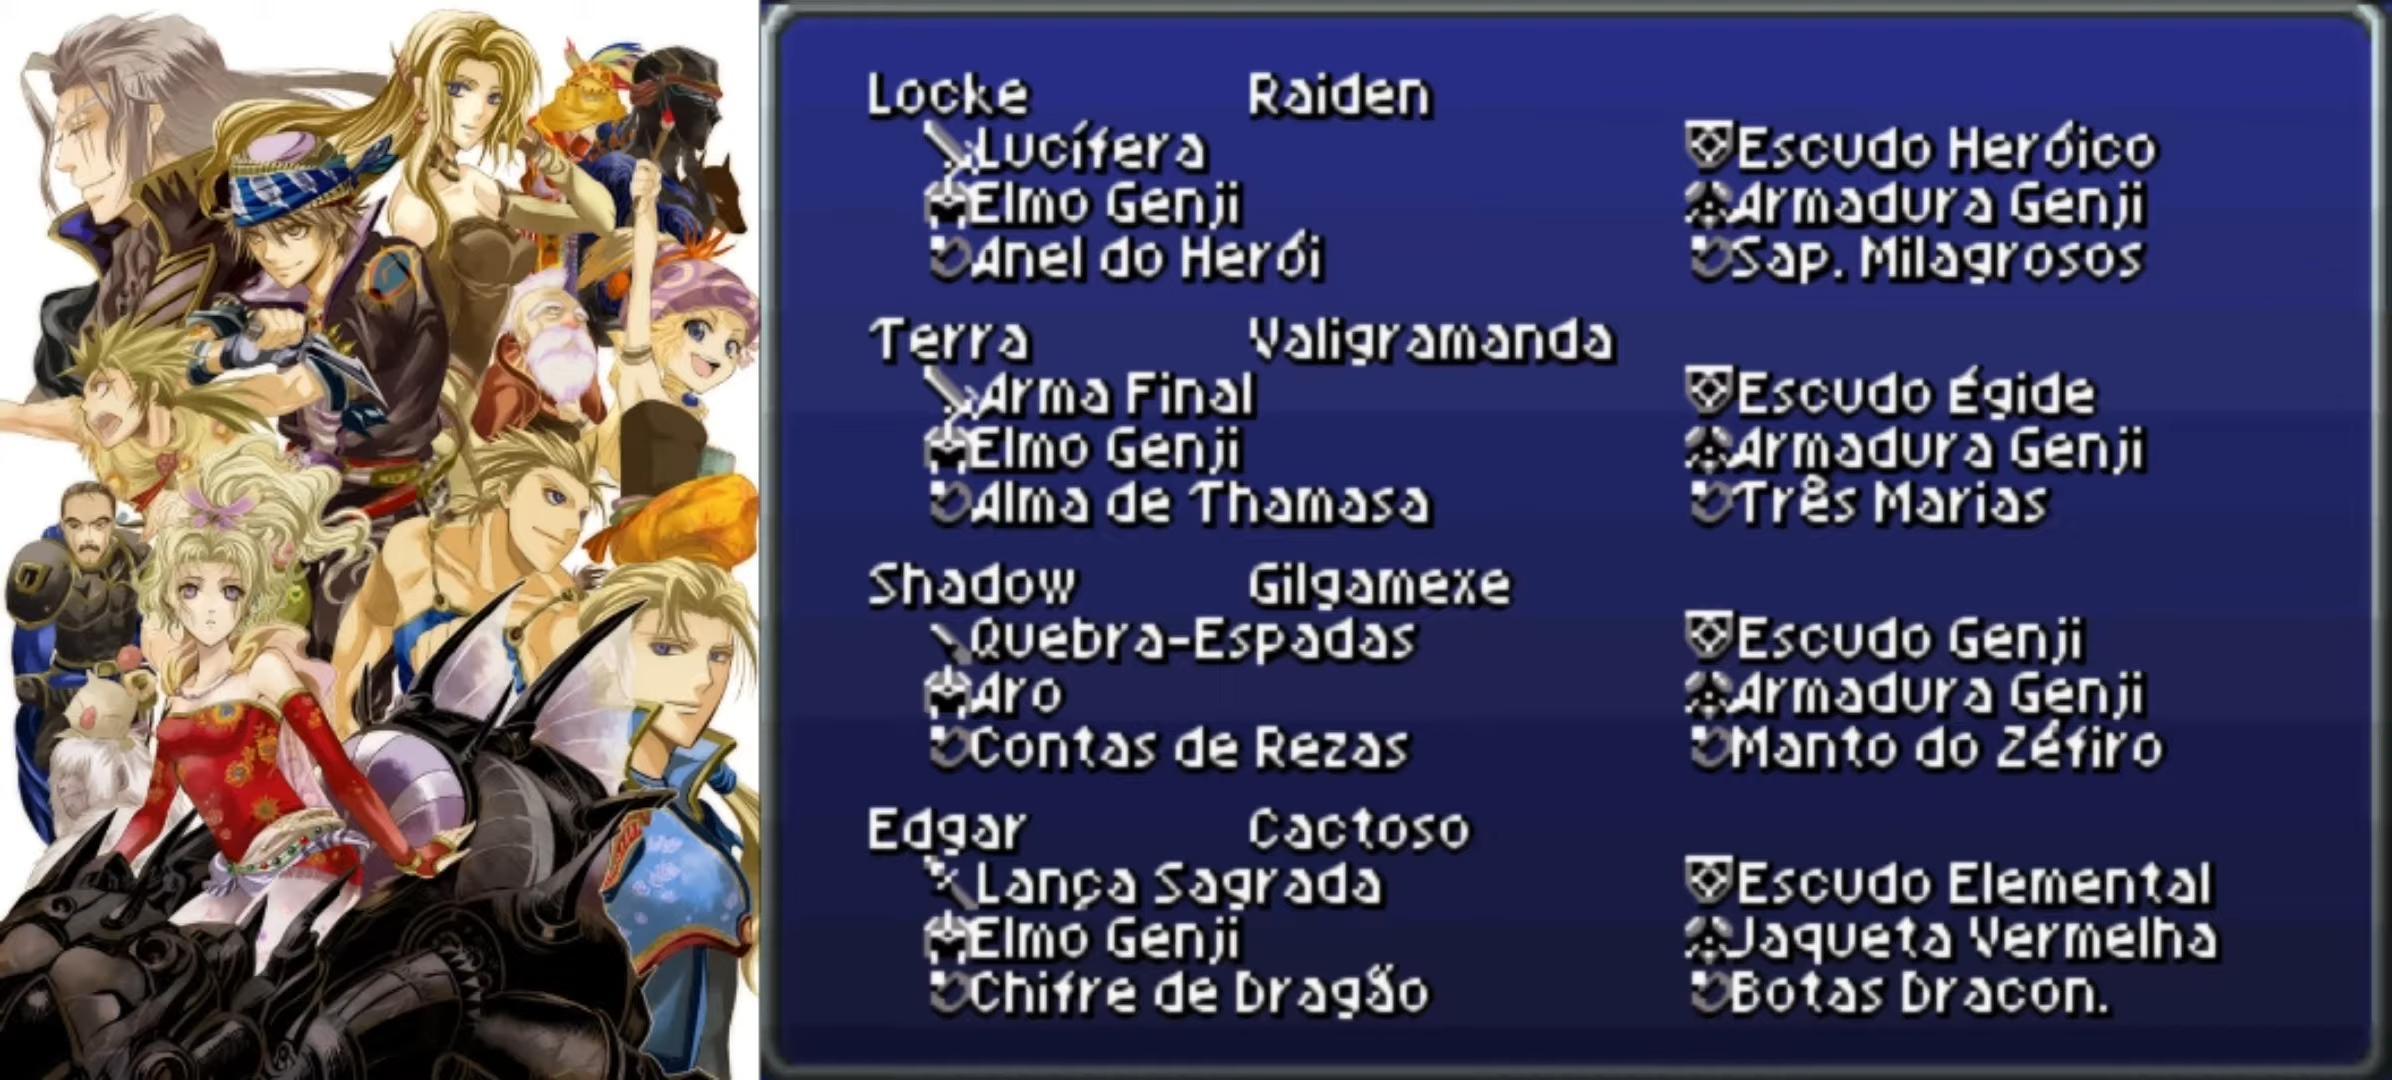 Locke Raiden
Lucífera Escudo Heróico
Elmo Genji Armadura Genji
Anel do Herói Sap. Milagrosos
Terra Valigramanda
Arma Final Escudo Égide
Elmo Genji Armadura Genji
Alma de Thamasa Três Marias
Shadow Gilgamexe
Quebra-Espadas Escudo Genji
Aro Armadura Genji
Contas de Rezas Manto do Zéfiro
Edgar Cactoso
Lança Sagrada Escudo Elemental
Elmo Genji Jaqueta Vermelha
Chifre de Dragão Botas Dracon.